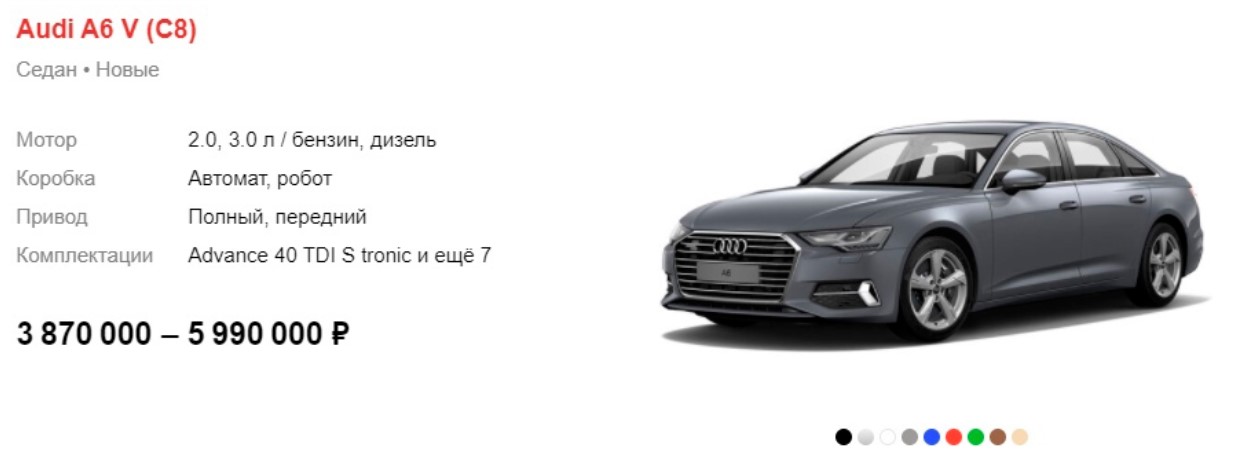 Audi A6 V (C8)
Седан • Новые
Мотор 2.0, 3.0 л / бензин, дизель
Коробка Автомат, робот
Привод Полный, передний
Комплектации Advance 40 TDI S tronic и ещё 7
3 870 000 – 5 990 000 ₽
A6